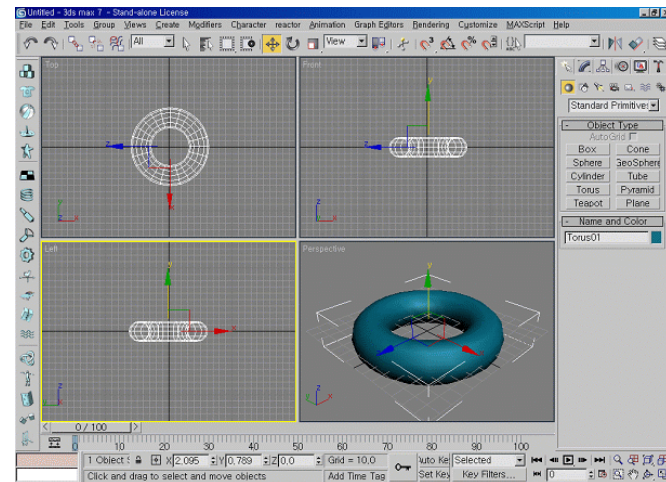 Untitled - 3ds max 7 - Stand-alone License
File Edit Tools Group Views Create Modifiers Character reactor Animation Graph Editors Rendering Customize MAXScript Help
All View
Top Front
Standard Primitives
- Object Type
AutoGrid
Box Cone
Sphere GeoSphere
Cylinder Tube
Torus Pyramid
Teapot Plane
- Name and Color
Torus01
y y
z z
x
y z
z x y x
Left Perspective
y y
x z x
z z
y x y x
< 0 / 100 >
0 10 20 30 40 50 60 70 80 90 100
1 Object X 2,095 Y 0,789 Z 0,0 Grid = 10,0 Auto Key Selected 0
Click and drag to select and move objects Add Time Tag Set Key Key Filters...